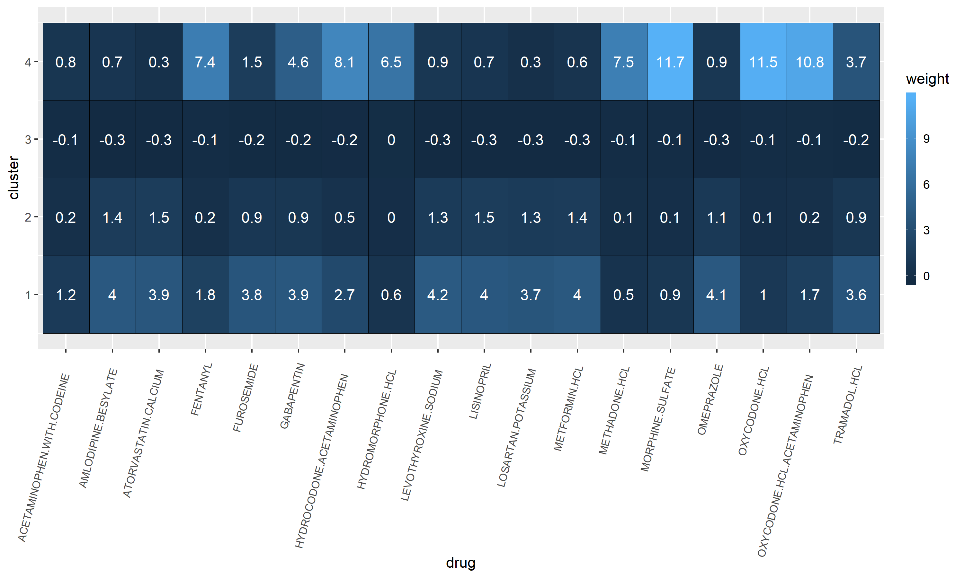 4
0.8 0.7 0.3 7.4 1.5 4.6 8.1 6.5 0.9 0.7 0.3 0.6 7.5 11.7 0.9 11.5 10.8 3.7
3
-0.1 -0.3 -0.3 -0.1 -0.2 -0.2 -0.2 0 -0.3 -0.3 -0.3 -0.3 -0.1 -0.1 -0.3 -0.1 -0.1 -0.2
2
0.2 1.4 1.5 0.2 0.9 0.9 0.5 0 1.3 1.5 1.3 1.4 0.1 0.1 1.1 0.1 0.2 0.9
1
1.2 4 3.9 1.8 3.8 3.9 2.7 0.6 4.2 4 3.7 4 0.5 0.9 4.1 1 1.7 3.6
cluster
ACETAMINOPHEN.WITH.CODEINE
AMLODIPINE.BESYLATE
ATORVASTATIN.CALCIUM
FENTANYL
FUROSEMIDE
GABAPENTIN
HYDROCODONE.ACETAMINOPHEN
HYDROMORPHONE.HCL
LEVOTHYROXINE.SODIUM
LISINOPRIL
LOSARTAN.POTASSIUM
METFORMIN.HCL
METHADONE.HCL
MORPHINE.SULFATE
OMEPRAZOLE
OXYCODONE.HCL
OXYCODONE.HCL.ACETAMINOPHEN
TRAMADOL.HCL
drug
weight
9
6
3
0